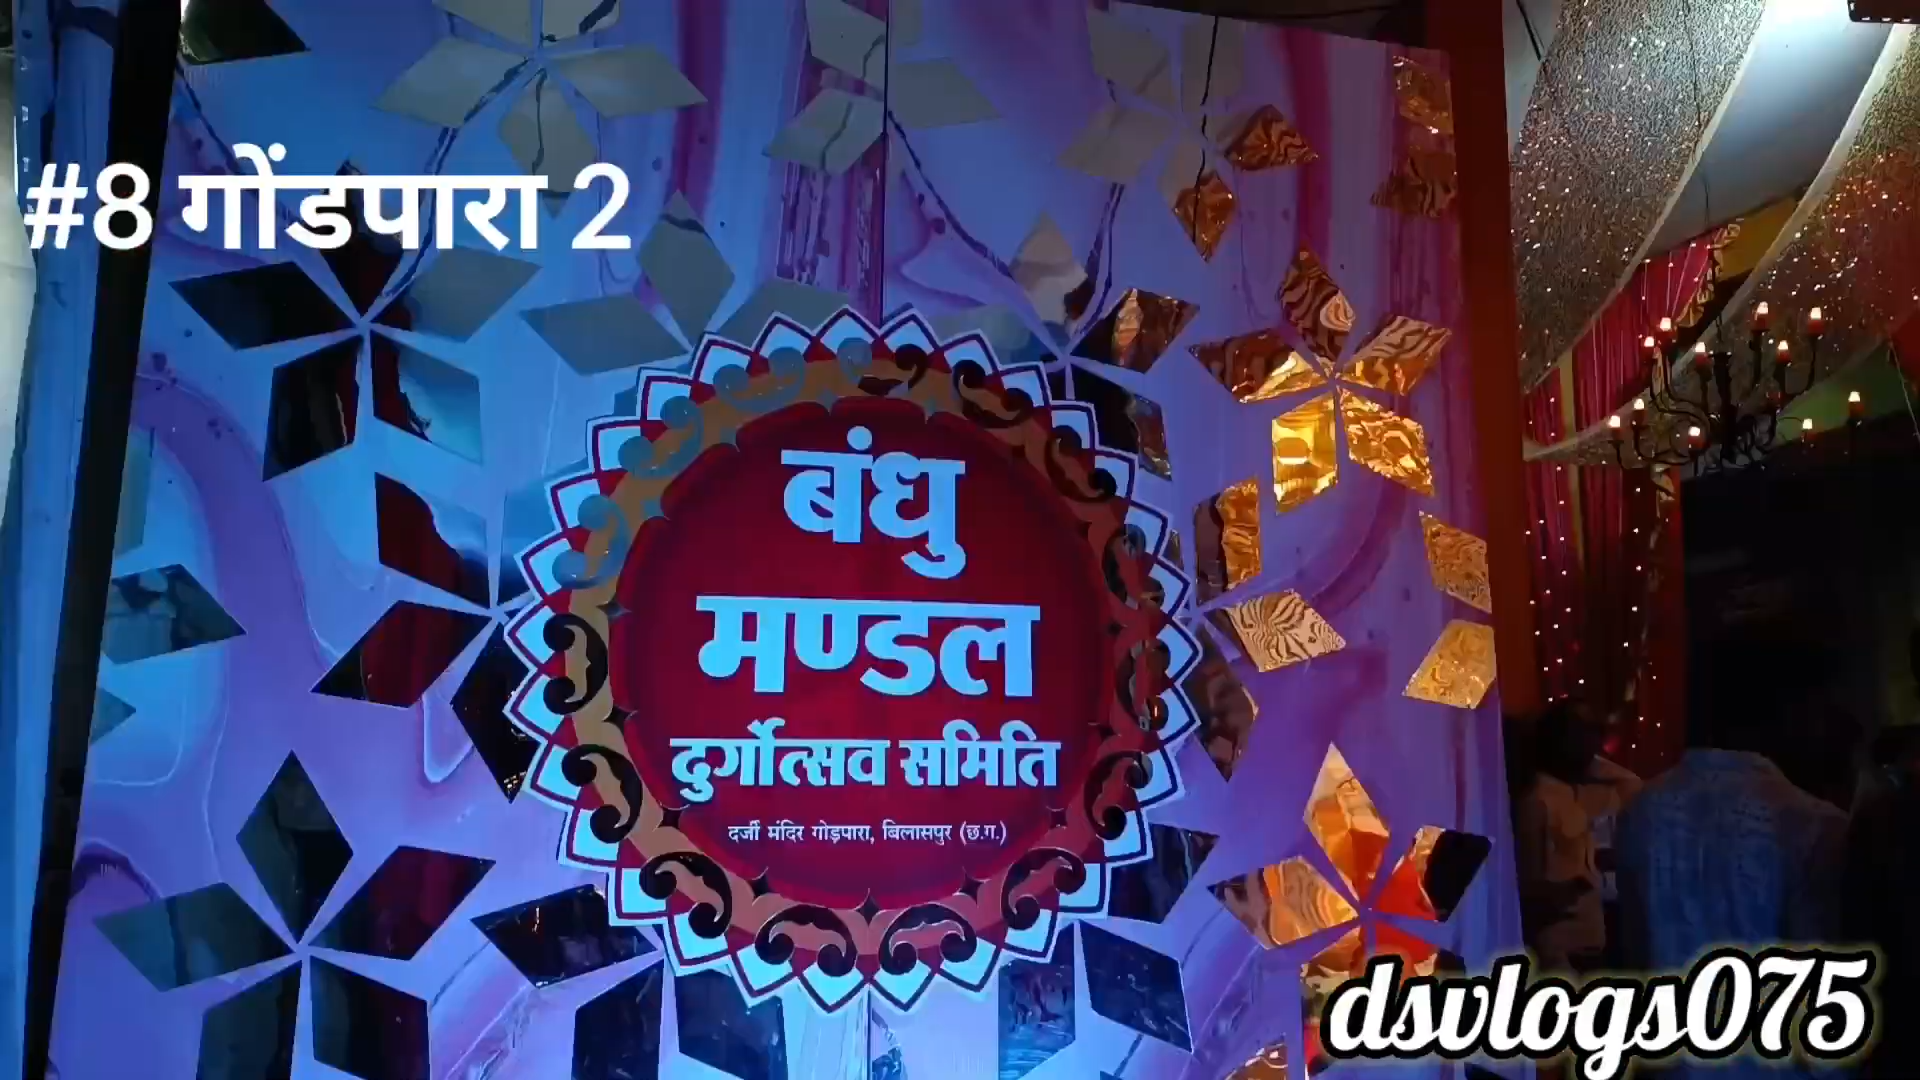 #8 गोंडपारा 2
बंधु
मण्डल
दुर्गोत्सव समिति
दर्जी मंदिर गोड़पारा, बिलासपुर (छ.ग.)
dsvlogs075